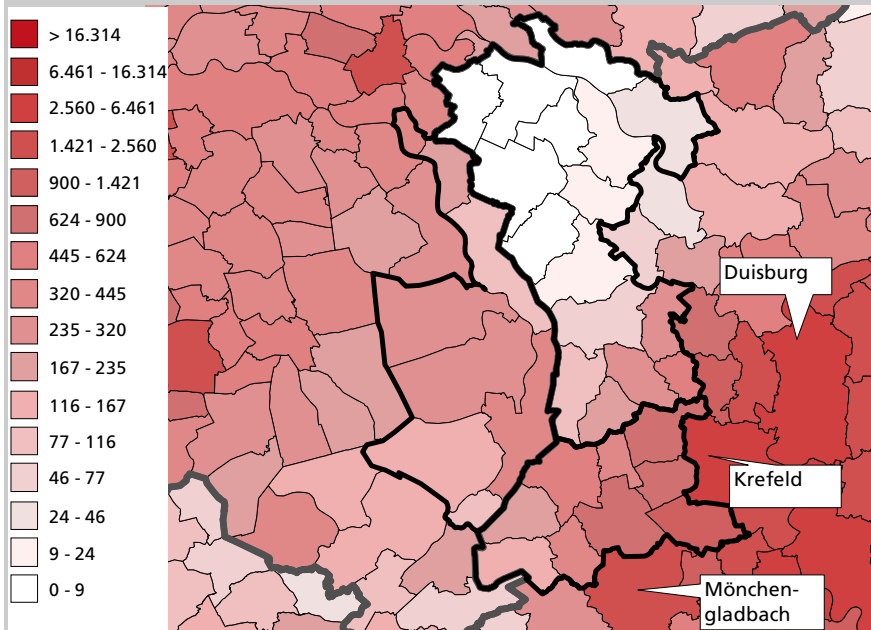 > 16.314
6.461 - 16.314
2.560 - 6.461
1.421 - 2.560
900 - 1.421
624 - 900
445 - 624
320 - 445
235 - 320
167 - 235
116 - 167
77 - 116
46 - 77
24 - 46
9 - 24
0 - 9
Duisburg
Krefeld
Mönchen-
gladbach